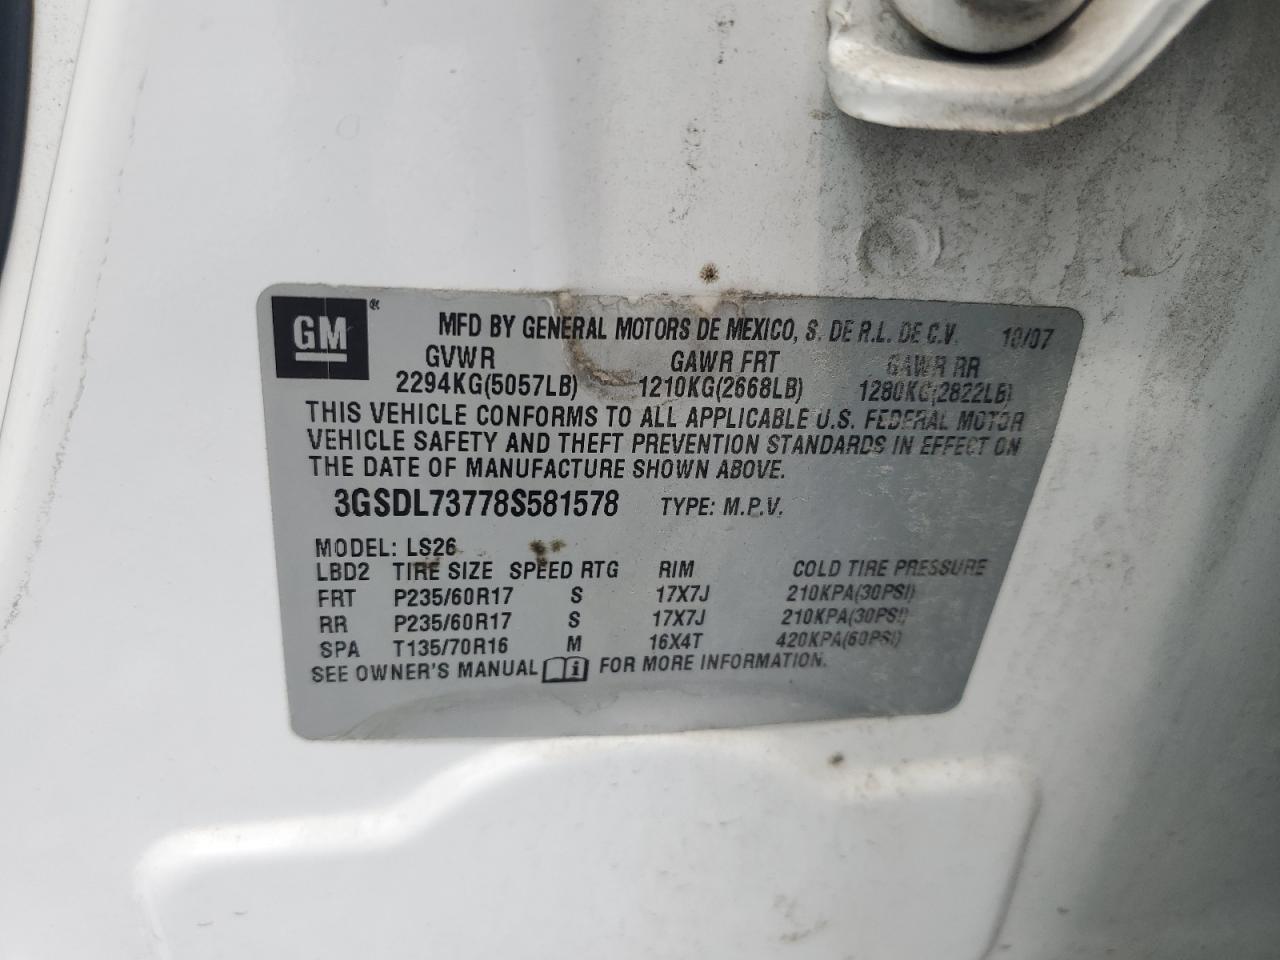 GM ® MFD BY GENERAL MOTORS DE MEXICO, S. DE R.L. DE C.V. 10/07
GVWR GAWR FRT GAWR RR
2294KG(5057LB) 1210KG(2668LB) 1280KG(2822LB)
THIS VEHICLE CONFORMS TO ALL APPLICABLE U.S. FEDERAL MOTOR
VEHICLE SAFETY AND THEFT PREVENTION STANDARDS IN EFFECT ON
THE DATE OF MANUFACTURE SHOWN ABOVE.
3GSDL73778S581578 TYPE: M.P.V.
MODEL: LS26
LBD2 TIRE SIZE SPEED RTG RIM COLD TIRE PRESSURE
FRT P235/60R17 S 17X7J 210KPA(30PSI)
RR P235/60R17 S 17X7J 210KPA(30PSI)
SPA T135/70R16 M 16X4T 420KPA(60PSI)
SEE OWNER'S MANUAL i FOR MORE INFORMATION.